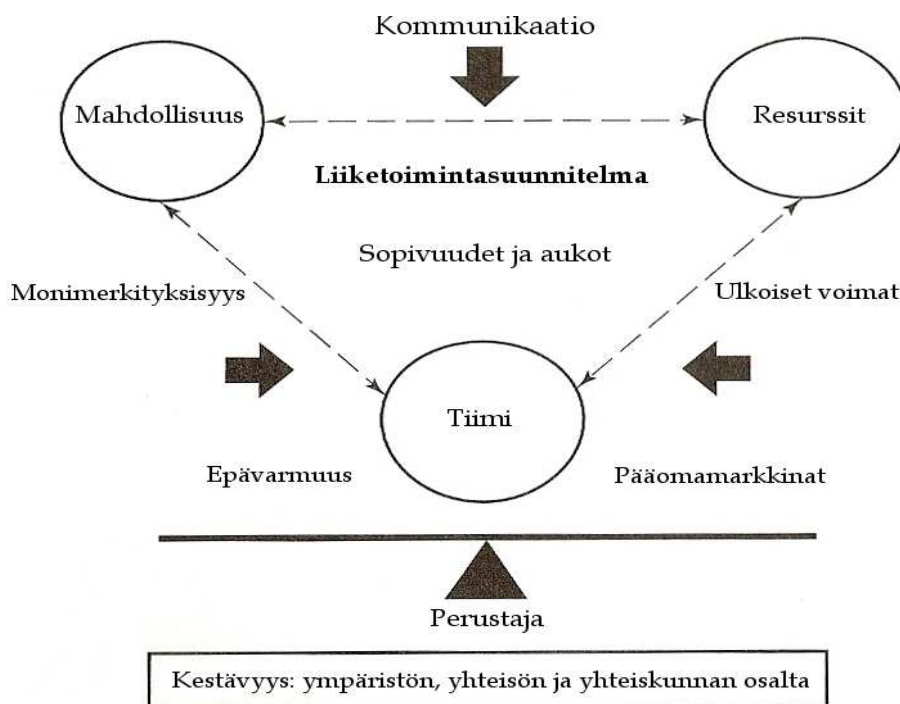 Kommunikaatio
Mahdollisuus
Resurssit
Liiketoimintasuunnitelma
Sopivuudet ja aukot
Monimerkityksisyys
Ulkoiset voimat
Tiimi
Epävarmuus
Pääomamarkkinat
Perustaja
Kestävyys: ympäristön, yhteisön ja yhteiskunnan osalta